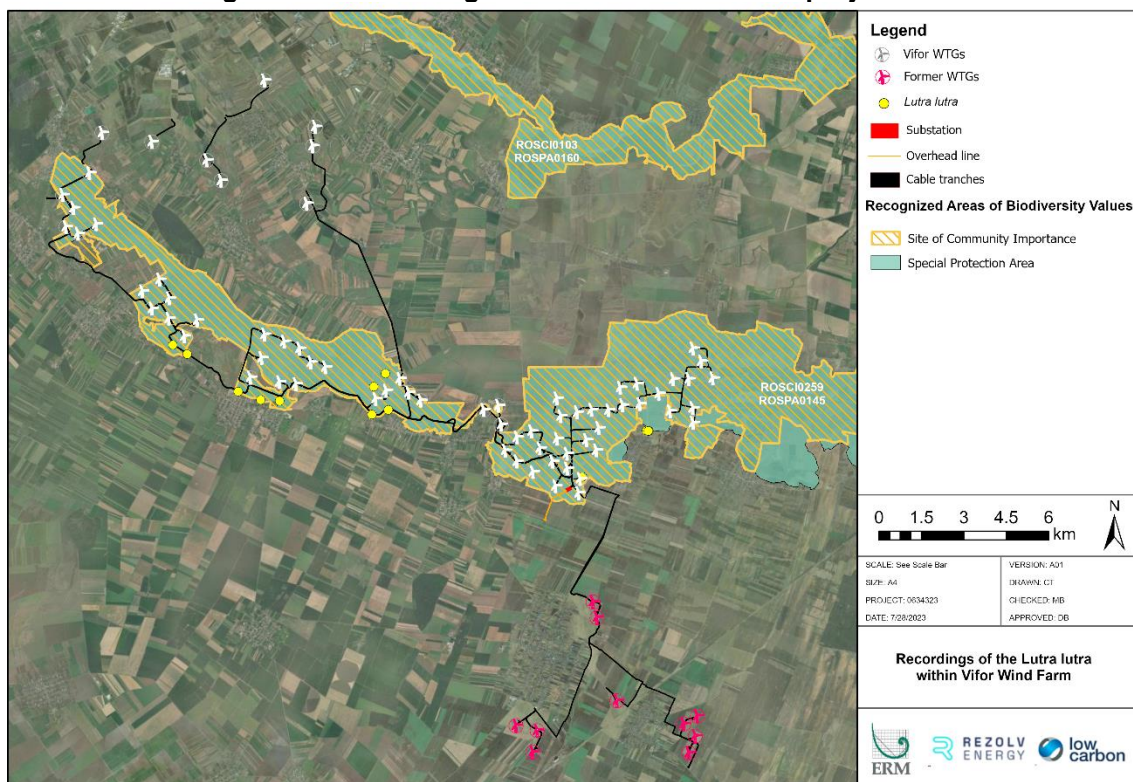 Legend
Vifor WTGs
Former WTGs
Lutra lutra
Substation
Overhead line
Cable tranches
Recognized Areas of Biodiversity Values
Site of Community Importance
Special Protection Area
ROSCI0103
ROSPA0160
ROSCI0259
ROSPA0145
0 1.5 3 4.5 6
km
N
SCALE: See Scale Bar
VERSION: A01
SIZE: A4
DRAWN: CT
PROJECT: 0634323
CHECKED: MB
DATE: 7/28/2023
APPROVED: DB
Recordings of the Lutra lutra
within Vifor Wind Farm
ERM
REZOLV
ENERGY
low
carbon